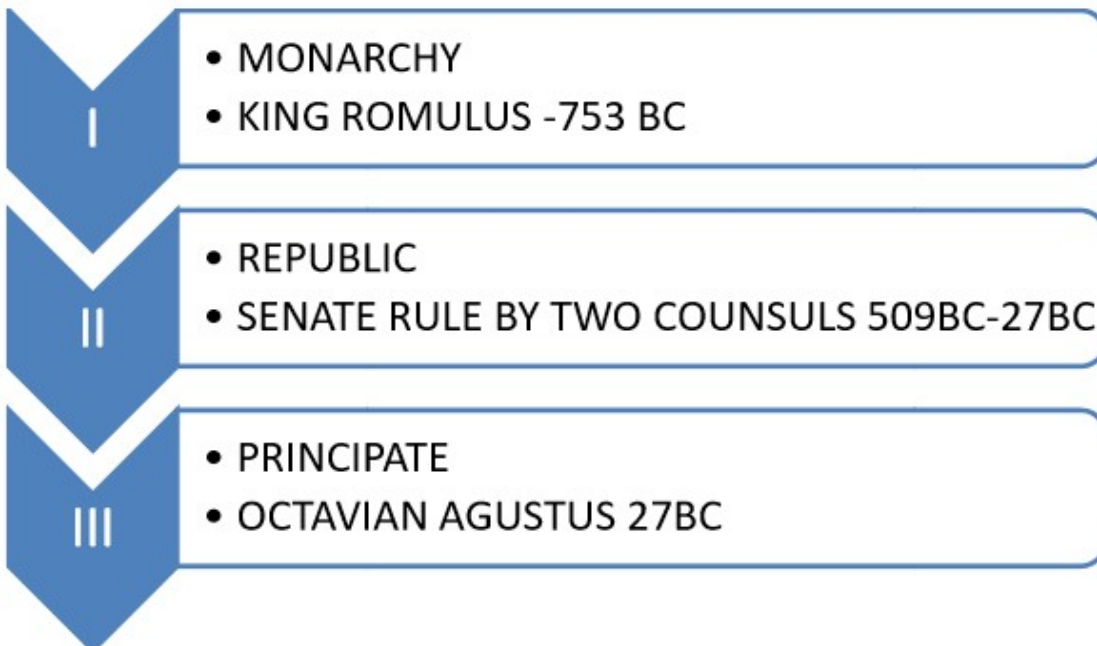 I
• MONARCHY
• KING ROMULUS -753 BC
II
• REPUBLIC
• SENATE RULE BY TWO COUNSULS 509BC-27BC
III
• PRINCIPATE
• OCTAVIAN AGUSTUS 27BC